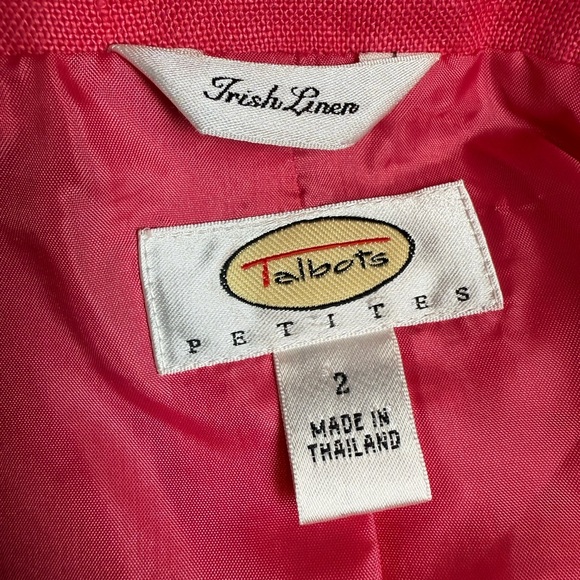 Irish Linen
Talbots
PETITES
2
MADE IN
THAILAND